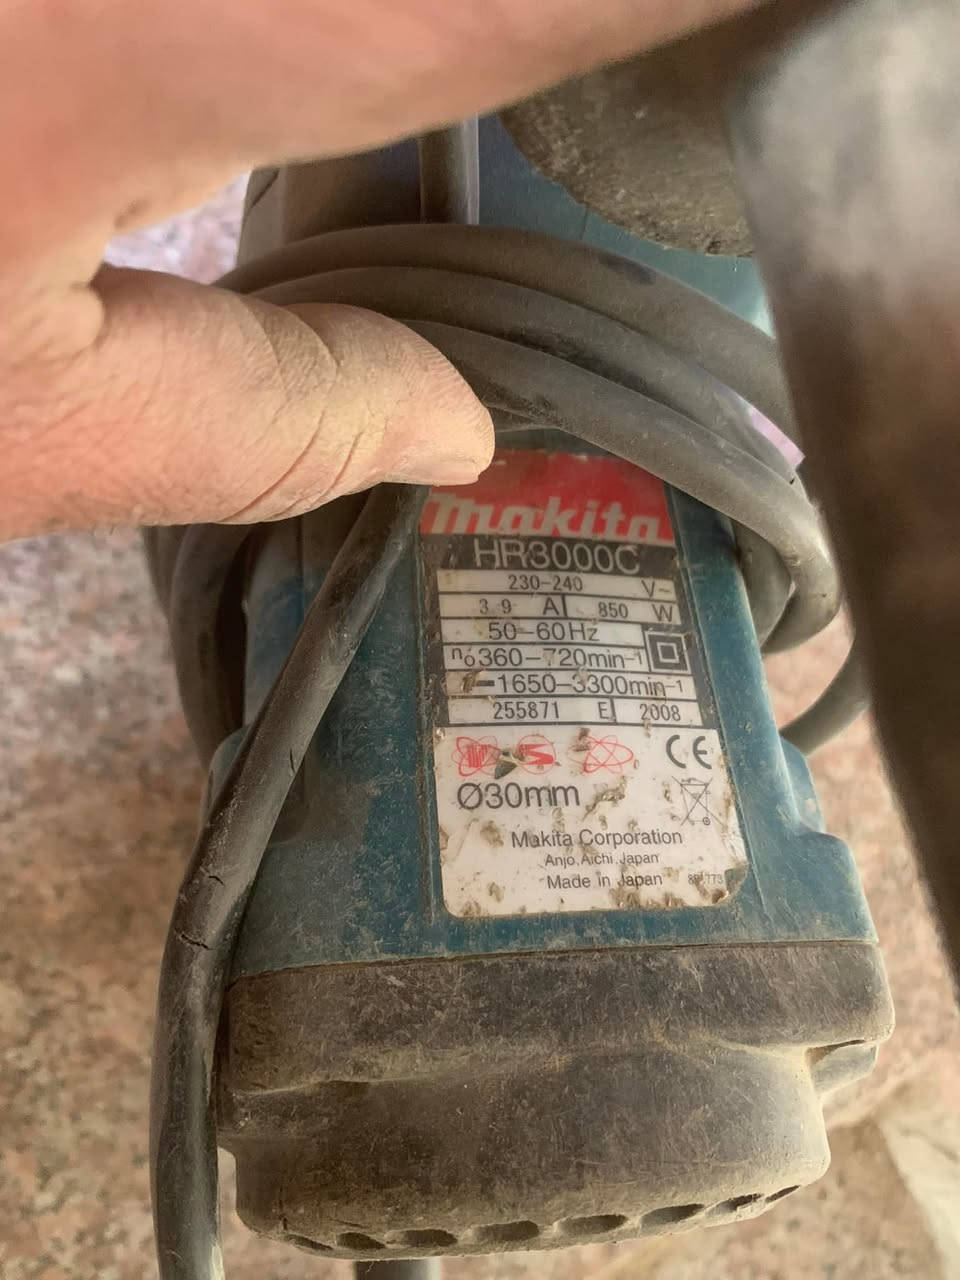 makita
HR3000C
230-240 V~
3.9 A 850 W
50-60Hz
n₀360-720min⁻¹
1650-3300min⁻¹
255871 E 2008
CE
Ø30mm
Makita Corporation
Anjo, Aichi, Japan
Made in Japan